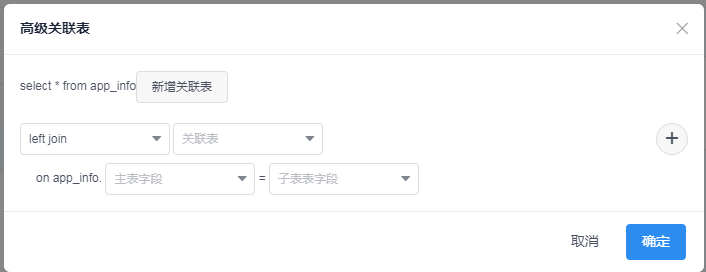 高级关联表
select * from app_info 新增关联表
left join 关联表
on app_info. 主表字段 = 子表表字段
取消 确定